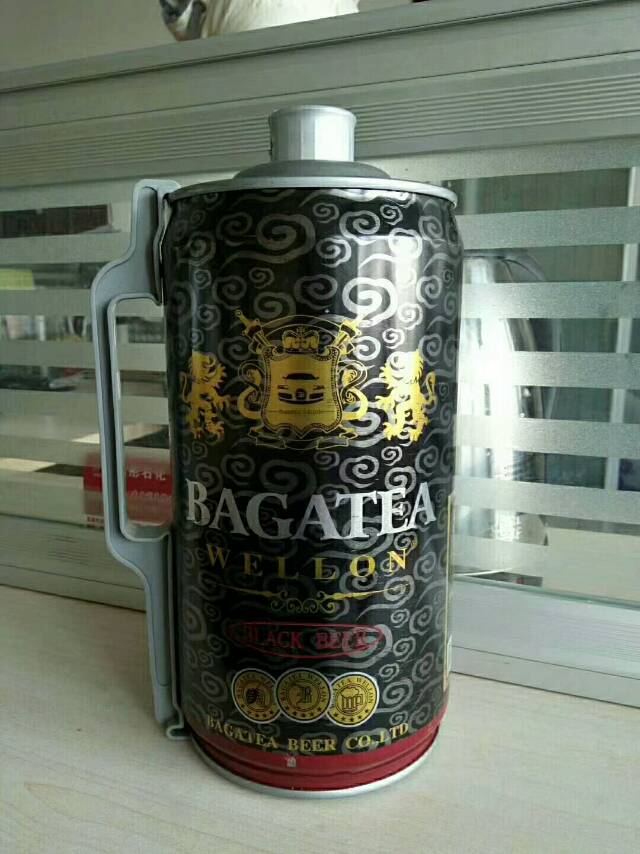 BAGATEA
WELLON
BLACK BEER
BAGATEA BEER CO.,LTD